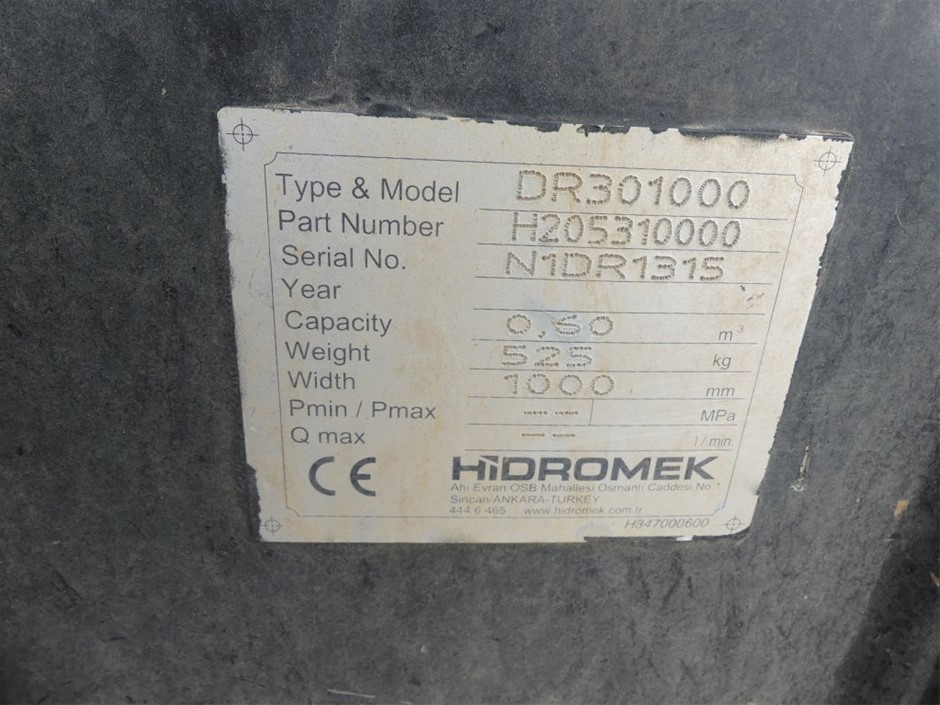 Type & Model DR301000
Part Number H205310000
Serial No. N1DR1315
Year
Capacity 0,60 m³
Weight 525 kg
Width 1000 mm
Pmin / Pmax ---- ---- MPa
Q max ---- ---- l / min.
CE HİDROMEK
Ahi Evran OSB Mahallesi Osmanlı Caddesi No 1
Sincan/ANKARA-TURKEY
444 6 465 www.hidromek.com.tr
H347000600